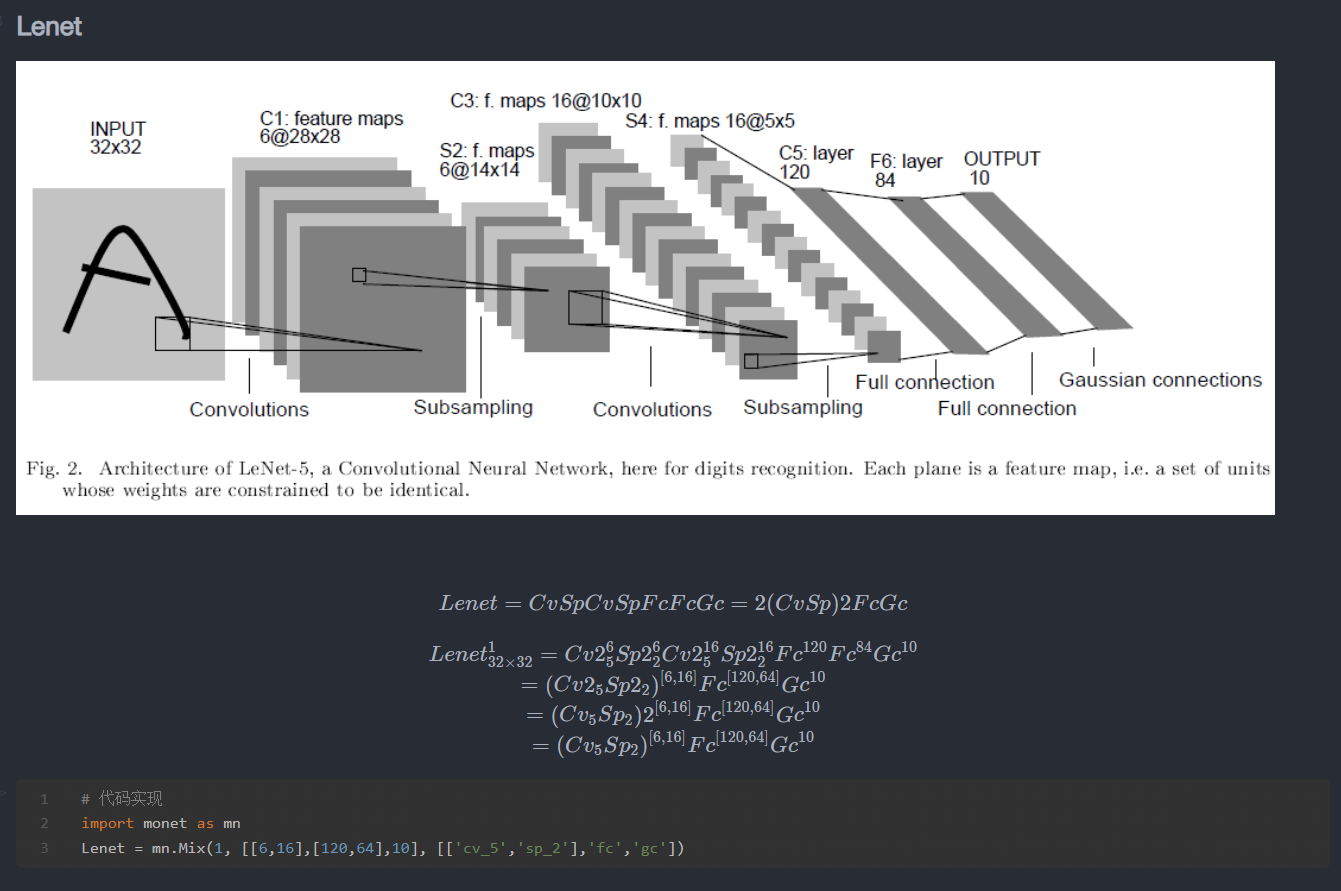 Lenet
INPUT
32x32
C1: feature maps
6@28x28
S2: f. maps
6@14x14
C3: f. maps 16@10x10
S4: f. maps 16@5x5
C5: layer
120
F6: layer
84
OUTPUT
10
Convolutions
Subsampling
Convolutions
Subsampling
Full connection
Full connection
Gaussian connections
Fig. 2. Architecture of LeNet-5, a Convolutional Neural Network, here for digits recognition. Each plane is a feature map, i.e. a set of units
whose weights are constrained to be identical.
$Lenet = CvSpCvSpFcFcGc = 2(CvSp)2FcGc$
$Lenet^{1}_{32\times32} = Cv2^{6}_{5}Sp2^{6}_{2}Cv2^{16}_{5}Sp2^{16}_{2}Fc^{120}Fc^{84}Gc^{10}$
$= (Cv2_{5}Sp2_{2})^{[6,16]}Fc^{[120,64]}Gc^{10}$
$= (Cv_{5}Sp_{2})2^{[6,16]}Fc^{[120,64]}Gc^{10}$
$= (Cv_{5}Sp_{2})^{[6,16]}Fc^{[120,64]}Gc^{10}$
1 # 代码实现
2 import monet as mn
3 Lenet = mn.Mix(1, [[6,16],[120,64],10], [['cv_5','sp_2'],'fc','gc'])